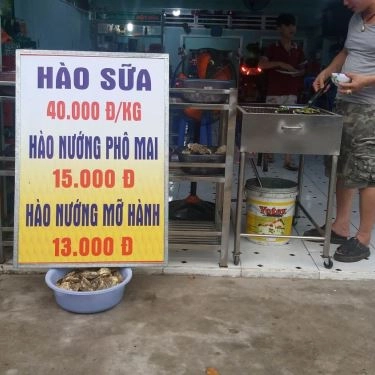 HÀO SỮA
40.000 Đ/KG
HÀO NƯỚNG PHÔ MAI
15.000 Đ
HÀO NƯỚNG MỠ HÀNH
13.000 Đ